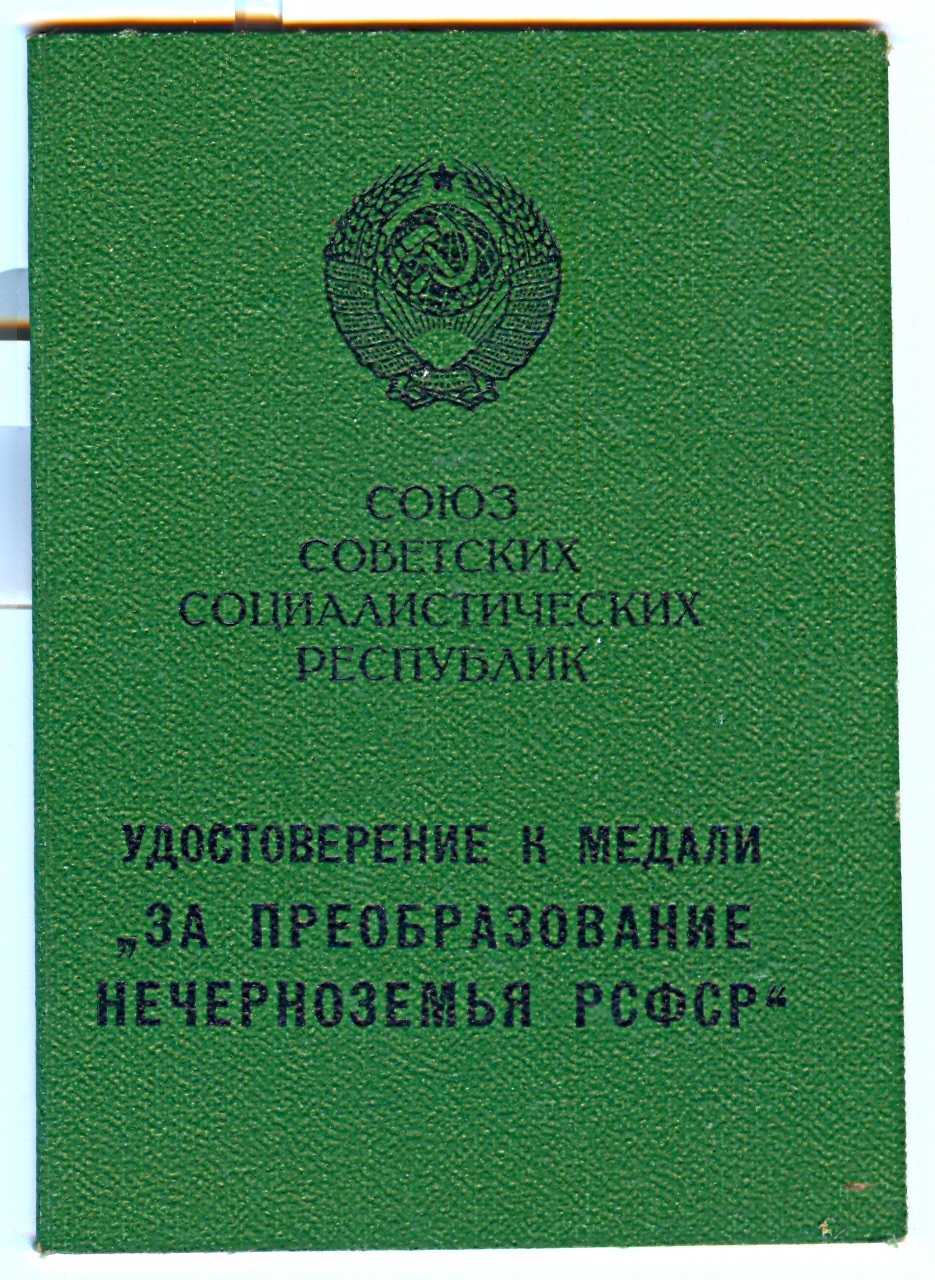 СОЮЗ
СОВЕТСКИХ
СОЦИАЛИСТИЧЕСКИХ
РЕСПУБЛИК
УДОСТОВЕРЕНИЕ К МЕДАЛИ
„ЗА ПРЕОБРАЗОВАНИЕ
НЕЧЕРНОЗЕМЬЯ РСФСР“